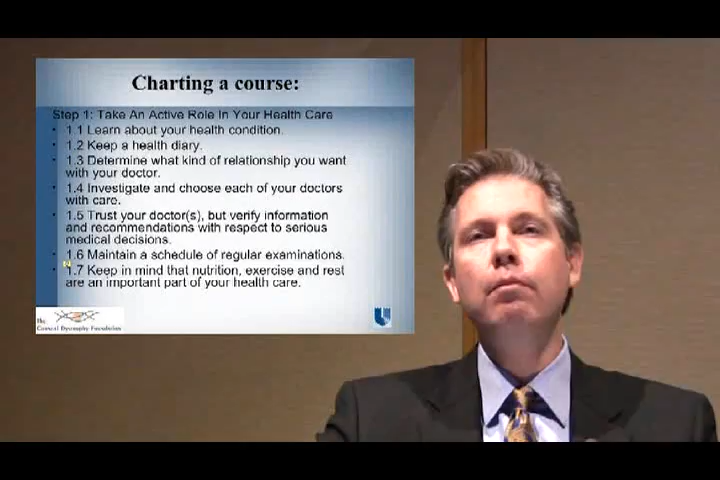 Charting a course:
Step 1: Take An Active Role In Your Health Care
• 1.1 Learn about your health condition.
• 1.2 Keep a health diary.
• 1.3 Determine what kind of relationship you want
with your doctor.
• 1.4 Investigate and choose each of your doctors
with care.
• 1.5 Trust your doctor(s), but verify information
and recommendations with respect to serious
medical decisions.
• 1.6 Maintain a schedule of regular examinations.
• 1.7 Keep in mind that nutrition, exercise and rest
are an important part of your health care.
The
Corneal Dystrophy Foundation